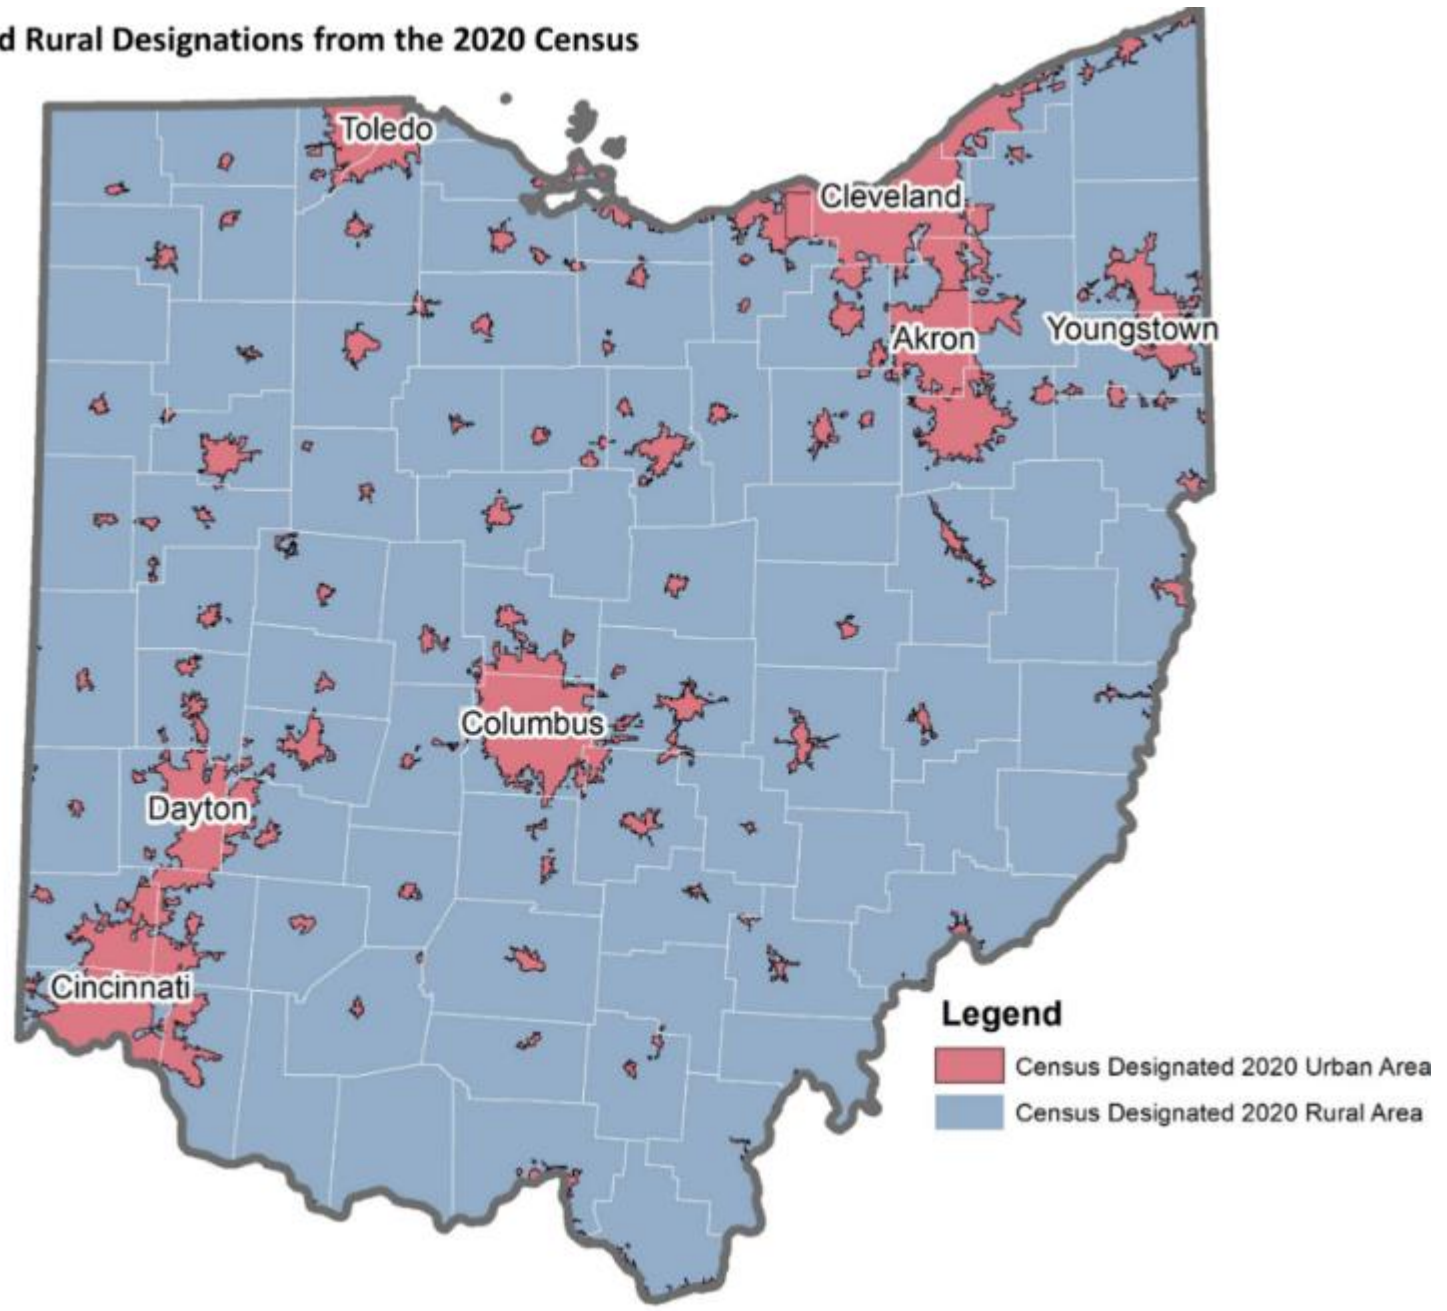 d Rural Designations from the 2020 Census
Toledo
Cleveland
Akron
Youngstown
Columbus
Dayton
Cincinnati
Legend
Census Designated 2020 Urban Area
Census Designated 2020 Rural Area